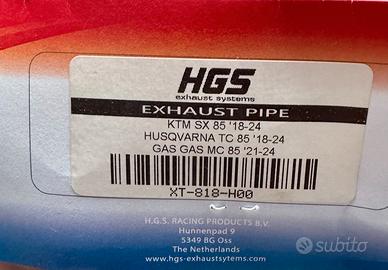 HGS
exhaust systems
EXHAUST PIPE
KTM SX 85 '18-24
HUSQVARNA TC 85 '18-24
GAS GAS MC 85 '21-24
XT-818-H00
H.G.S. RACING PRODUCTS B.V.
Hunnenpad 9
5349 BG Oss
The Netherlands
www.hgs-exhaustsytems.com
subito